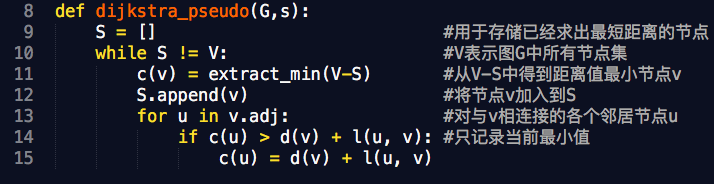 8 def dijkstra_pseudo(G,s):
9 S = [] #用于存储已经求出最短距离的节点
10 while S != V: #V表示图G中所有节点集
11 c(v) = extract_min(V-S) #从V-S中得到距离值最小节点v
12 S.append(v) #将节点v加入到S
13 for u in v.adj: #对与v相连接的各个邻居节点u
14 if c(u) > d(v) + l(u, v): #只记录当前最小值
15 c(u) = d(v) + l(u, v)